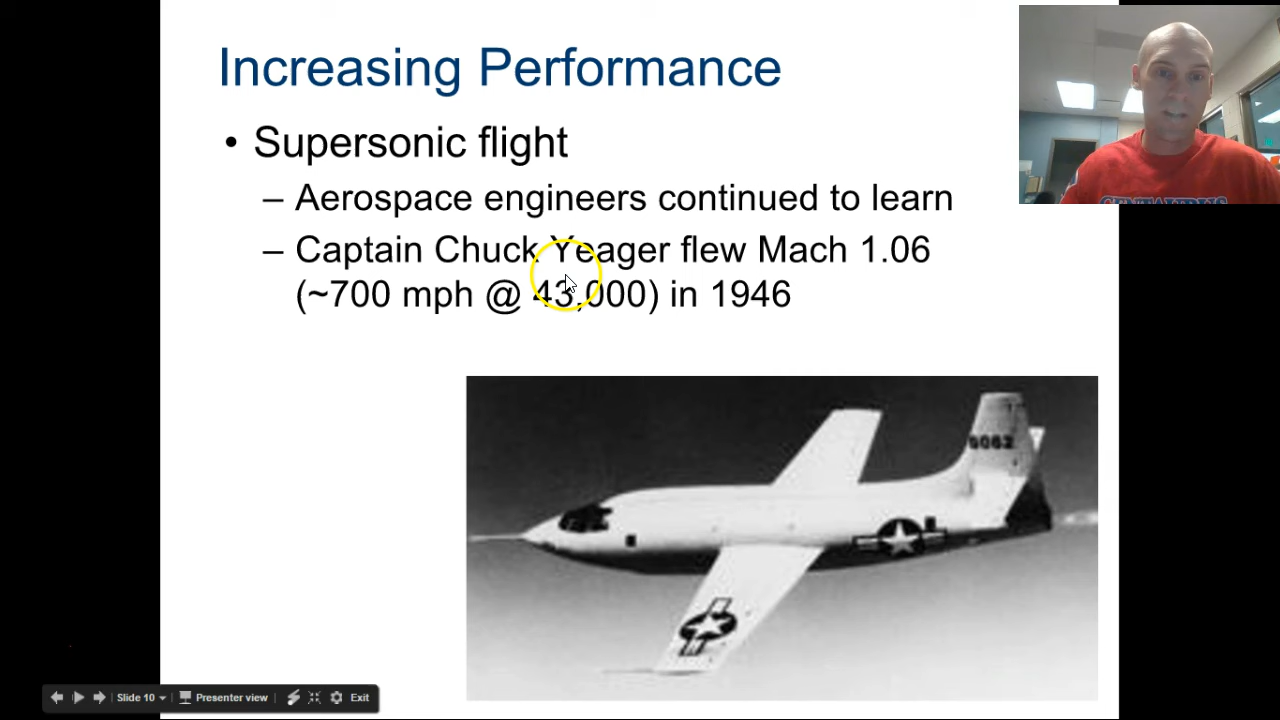 Increasing Performance
• Supersonic flight
– Aerospace engineers continued to learn
– Captain Chuck Yeager flew Mach 1.06
(~700 mph @ 43,000) in 1946
Slide 10
Presenter view
Exit